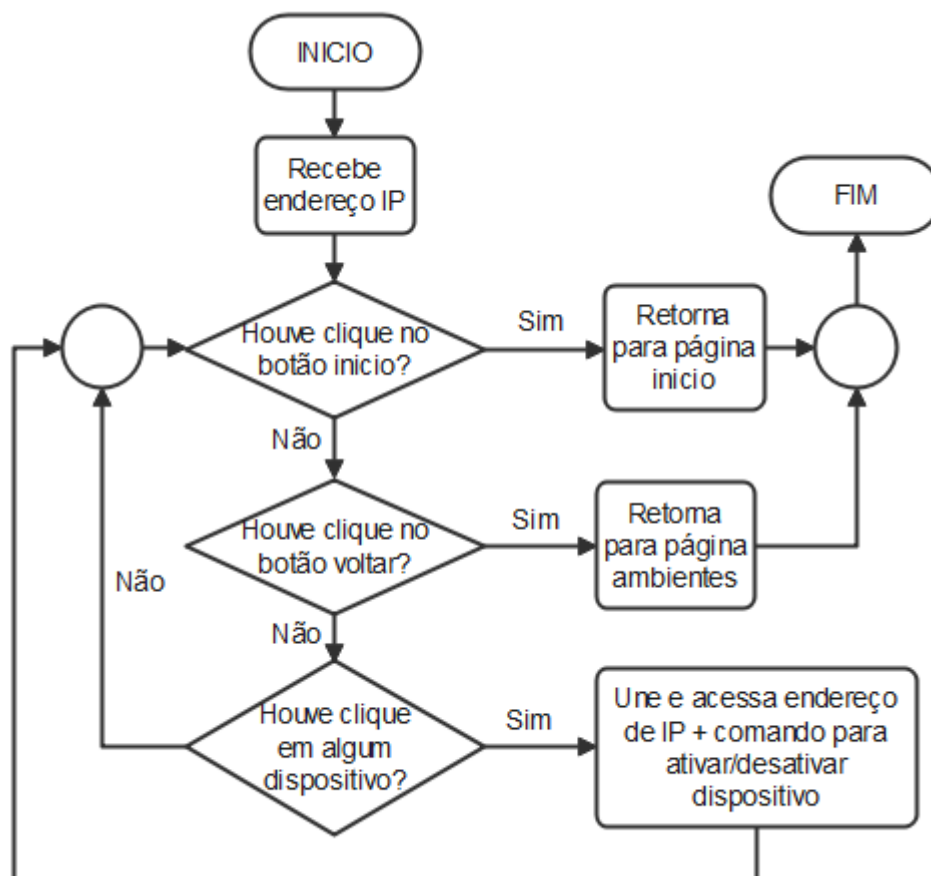 INICIO
Recebe
endereço IP
FIM
Houve clique no
botão inicio?
Sim
Retorna
para página
inicio
Não
Houve clique no
botão voltar?
Sim
Retorna
para página
ambientes
Não
Não
Houve clique
em algum
dispositivo?
Sim
Une e acessa endereço
de IP + comando para
ativar/desativar
dispositivo